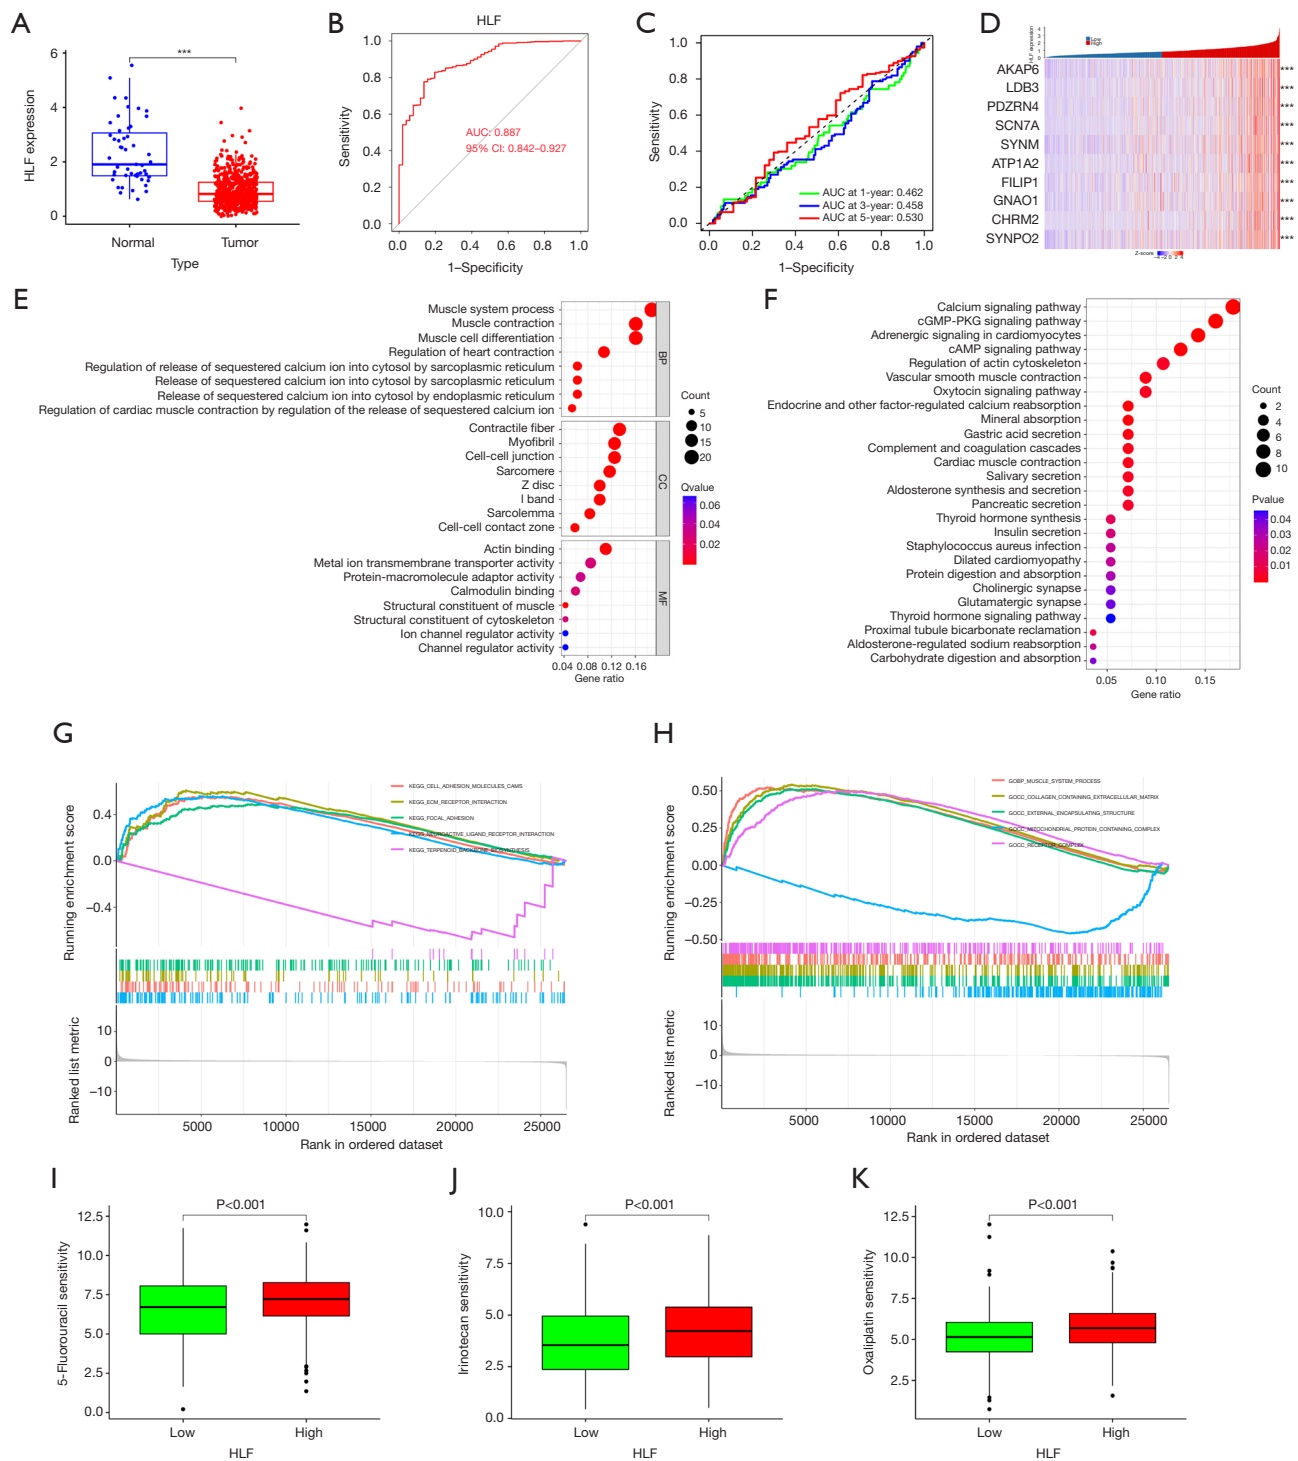 A
HLF expression
6
4
2
0
***
Normal
Tumor
Type
B
HLF
Sensitivity
1.0
0.8
0.6
0.4
0.2
0.0
AUC: 0.887
95% CI: 0.842–0.927
0.0 0.2 0.4 0.6 0.8 1.0
1–Specificity
C
Sensitivity
1.0
0.8
0.6
0.4
0.2
0.0
AUC at 1-year: 0.462
AUC at 3-year: 0.458
AUC at 5-year: 0.530
0.0 0.2 0.4 0.6 0.8 1.0
1–Specificity
D
HLF expression
4
3
2
1
0
Low
High
AKAP6 ***
LDB3 ***
PDZRN4 ***
SCN7A ***
SYNM ***
ATP1A2 ***
FILIP1 ***
GNAO1 ***
CHRM2 ***
SYNPO2 ***
Z-score
−4 −2 0 2 4
E
Muscle system process
Muscle contraction
Muscle cell differentiation
Regulation of heart contraction
Regulation of release of sequestered calcium ion into cytosol by sarcoplasmic reticulum
Release of sequestered calcium ion into cytosol by sarcoplasmic reticulum
Release of sequestered calcium ion into cytosol by endoplasmic reticulum
Regulation of cardiac muscle contraction by regulation of the release of sequestered calcium ion
BP
Contractile fiber
Myofibril
Cell-cell junction
Sarcomere
Z disc
I band
Sarcolemma
Cell-cell contact zone
CC
Actin binding
Metal ion transmembrane transporter activity
Protein-macromolecule adaptor activity
Calmodulin binding
Structural constituent of muscle
Structural constituent of cytoskeleton
Ion channel regulator activity
Channel regulator activity
MF
0.04 0.08 0.12 0.16
Gene ratio
Count
5
10
15
20
Qvalue
0.06
0.04
0.02
F
Calcium signaling pathway
cGMP-PKG signaling pathway
Adrenergic signaling in cardiomyocytes
cAMP signaling pathway
Regulation of actin cytoskeleton
Vascular smooth muscle contraction
Oxytocin signaling pathway
Endocrine and other factor-regulated calcium reabsorption
Mineral absorption
Gastric acid secretion
Complement and coagulation cascades
Cardiac muscle contraction
Salivary secretion
Aldosterone synthesis and secretion
Pancreatic secretion
Thyroid hormone synthesis
Insulin secretion
Staphylococcus aureus infection
Dilated cardiomyopathy
Protein digestion and absorption
Cholinergic synapse
Glutamatergic synapse
Thyroid hormone signaling pathway
Proximal tubule bicarbonate reclamation
Aldosterone-regulated sodium reabsorption
Carbohydrate digestion and absorption
0.05 0.10 0.15
Gene ratio
Count
2
4
6
8
10
Pvalue
0.04
0.03
0.02
0.01
G
Running enrichment score
0.4
0.0
−0.4
KEGG_CELL_ADHESION_MOLECULES_CAMS
KEGG_ECM_RECEPTOR_INTERACTION
KEGG_FOCAL_ADHESION
KEGG_NEUROACTIVE_LIGAND_RECEPTOR_INTERACTION
KEGG_TERPENOID_BACKBONE_BIOSYNTHESIS
Ranked list metric
10
0
−10
5000 10000 15000 20000 25000
Rank in ordered dataset
H
Running enrichment score
0.50
0.25
0.00
−0.25
−0.50
GOBP_MUSCLE_SYSTEM_PROCESS
GOCC_COLLAGEN_CONTAINING_EXTRACELLULAR_MATRIX
GOCC_EXTERNAL_ENCAPSULATING_STRUCTURE
GOCC_MITOCHONDRIAL_PROTEIN_CONTAINING_COMPLEX
GOCC_RECEPTOR_COMPLEX
Ranked list metric
10
0
−10
5000 10000 15000 20000 25000
Rank in ordered dataset
I
5-Fluorouracil sensitivity
12.5
10.0
7.5
5.0
2.5
0.0
P<0.001
Low High
HLF
J
Irinotecan sensitivity
10.0
7.5
5.0
2.5
0.0
P<0.001
Low High
HLF
K
Oxaliplatin sensitivity
12.5
10.0
7.5
5.0
2.5
P<0.001
Low High
HLF